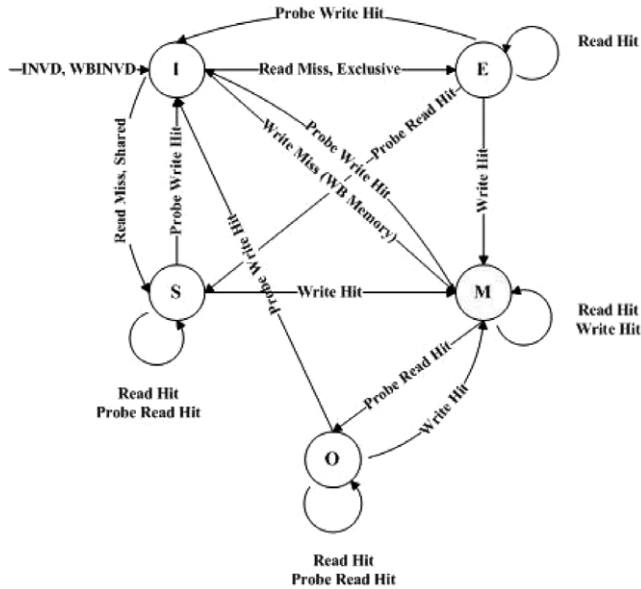 Probe Write Hit
I
E
Read Hit
INVD, WBINVD
Read Miss, Exclusive
Probe Read Hit
Probe Write Hit
Write Miss (WB Memory)
Read Miss, Shared
Probe Write Hit
Write Hit
Probe Write Hit
S
Write Hit
M
Read Hit
Write Hit
Read Hit
Probe Read Hit
Probe Read Hit
Write Hit
O
Read Hit
Probe Read Hit